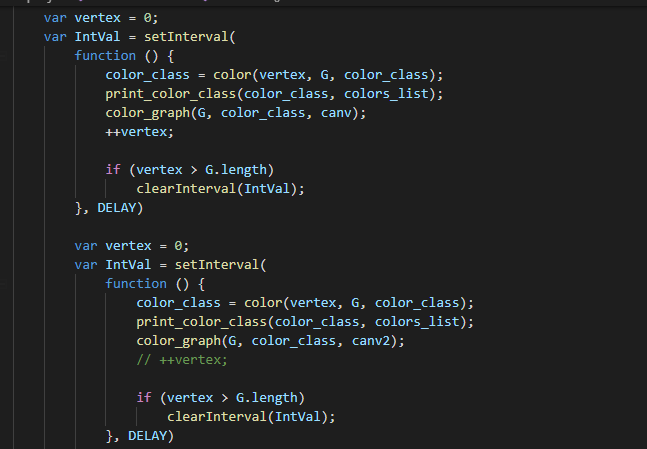 var vertex = 0;
var IntVal = setInterval(
function () {
color_class = color(vertex, G, color_class);
print_color_class(color_class, colors_list);
color_graph(G, color_class, canv);
++vertex;
if (vertex > G.length)
clearInterval(IntVal);
}, DELAY)
var vertex = 0;
var IntVal = setInterval(
function () {
color_class = color(vertex, G, color_class);
print_color_class(color_class, colors_list);
color_graph(G, color_class, canv2);
// ++vertex;
if (vertex > G.length)
clearInterval(IntVal);
}, DELAY)